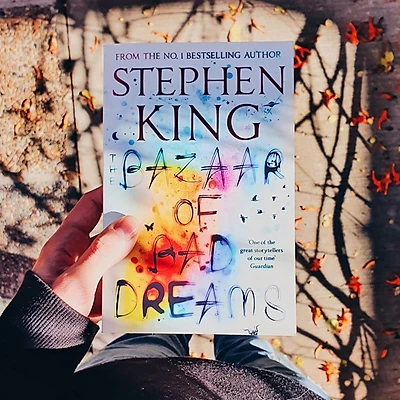 FROM THE NO. 1 BESTSELLING AUTHOR
STEPHEN
KING
THE
BAZAAR
OF
BAD
DREAMS
'One of the
great storytellers
of our time'
Guardian